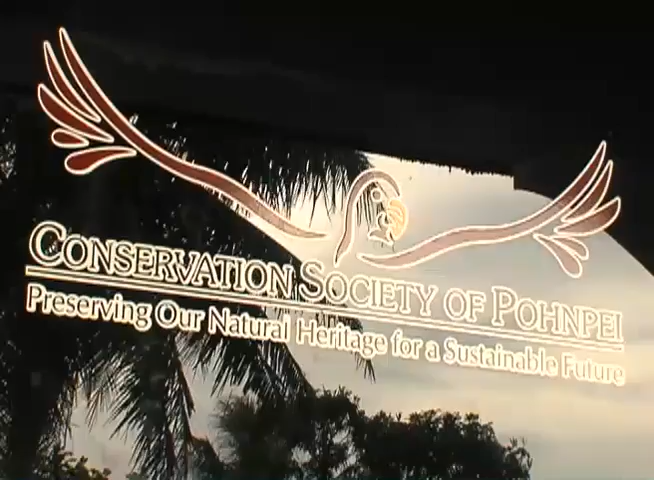 Conservation Society of Pohnpei
Preserving Our Natural Heritage for a Sustainable Future